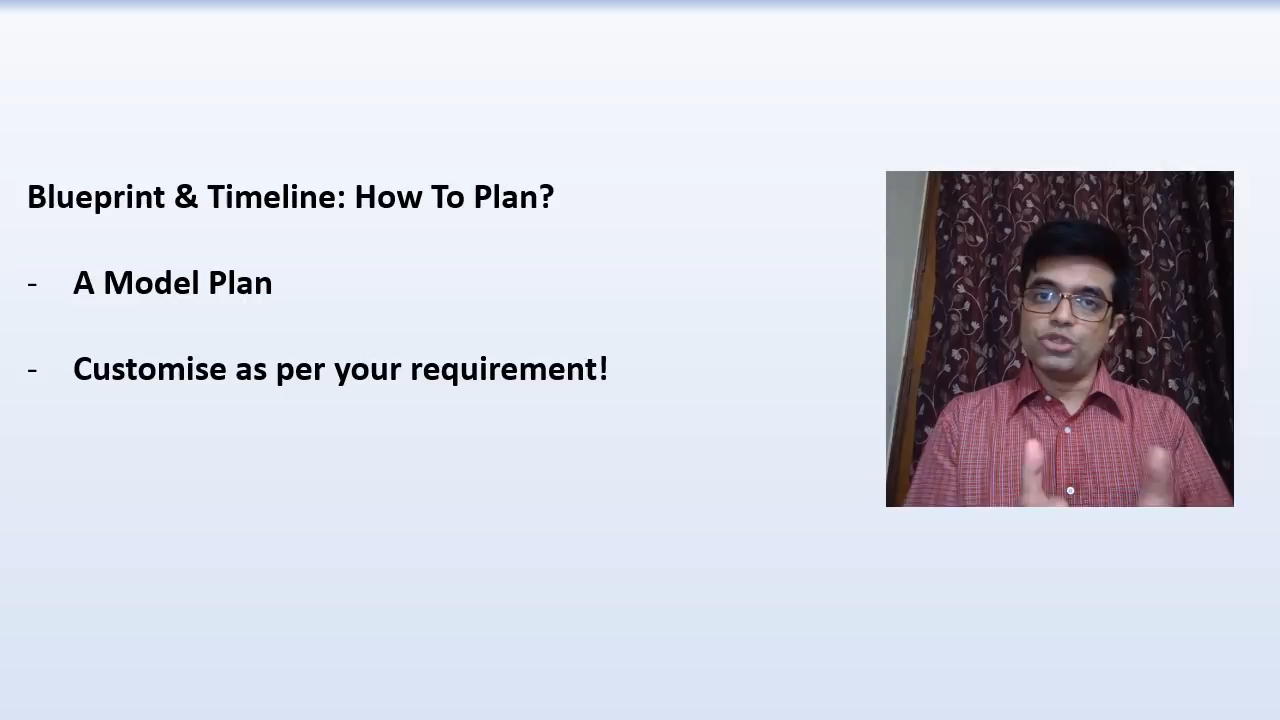 Blueprint & Timeline: How To Plan?
- A Model Plan
- Customise as per your requirement!